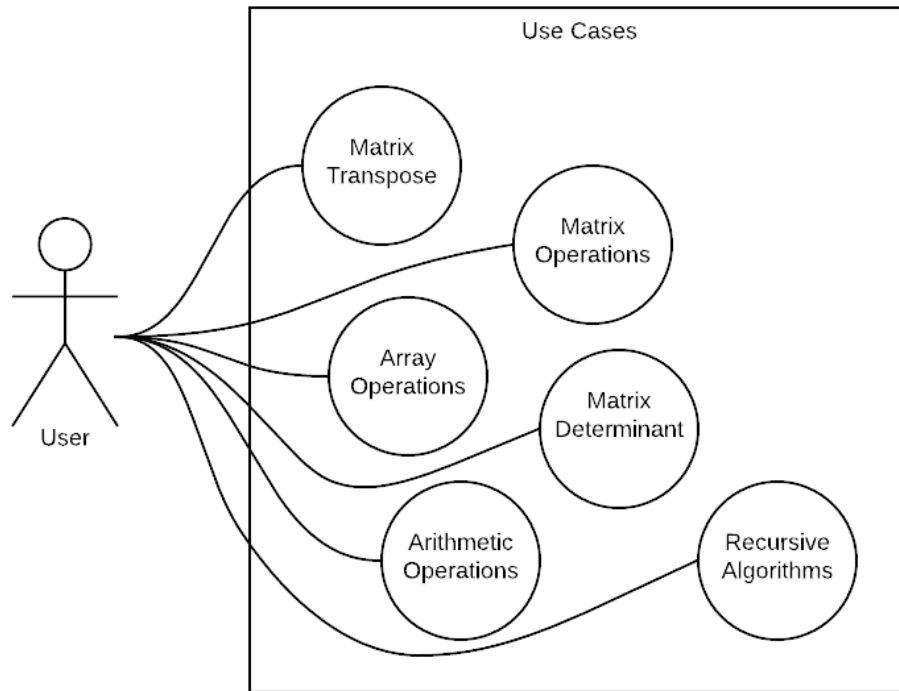 Use Cases
Matrix
Transpose
Matrix
Operations
Array
Operations
Matrix
Determinant
User
Arithmetic
Operations
Recursive
Algorithms